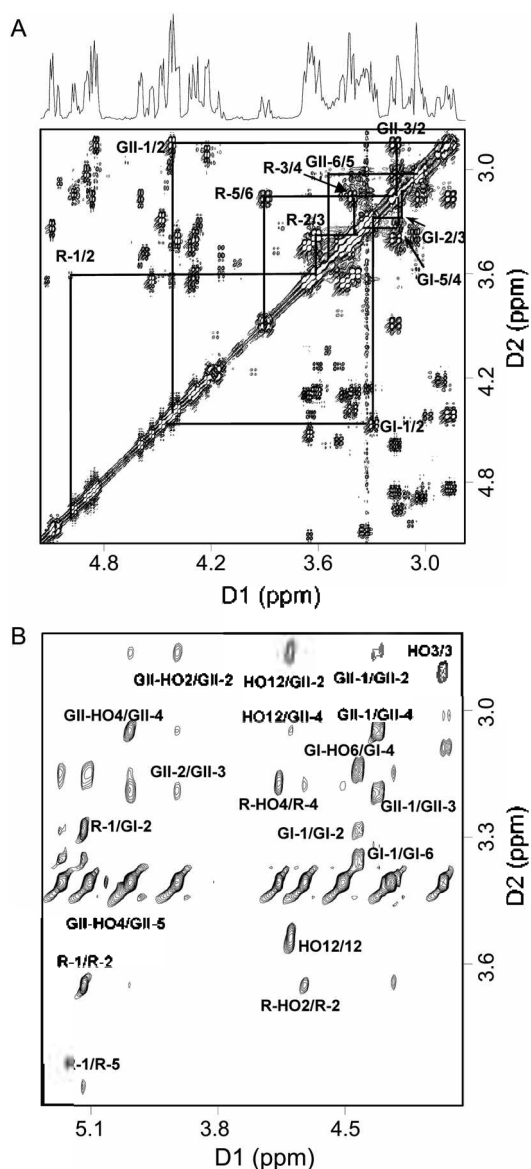 A
GII-1/2
GII-3/2
R-3/4
GII-6/5
R-5/6
R-2/3
GI-2/3
GI-5/4
R-1/2
GI-1/2
3.0
3.6
4.2
4.8
D2 (ppm)
4.8
4.2
3.6
3.0
D1 (ppm)
B
HO3/3
GII-HO2/GII-2
HO12/GII-2
GII-1/GII-2
GII-HO4/GII-4
HO12/GII-4
GII-1/GII-4
GI-HO6/GI-4
GII-2/GII-3
R-HO4/R-4
GII-1/GII-3
R-1/GI-2
GI-1/GI-2
GI-1/GI-6
GII-HO4/GII-5
R-1/R-2
HO12/12
R-HO2/R-2
R-1/R-5
3.0
3.3
3.6
D2 (ppm)
5.1
3.8
4.5
D1 (ppm)